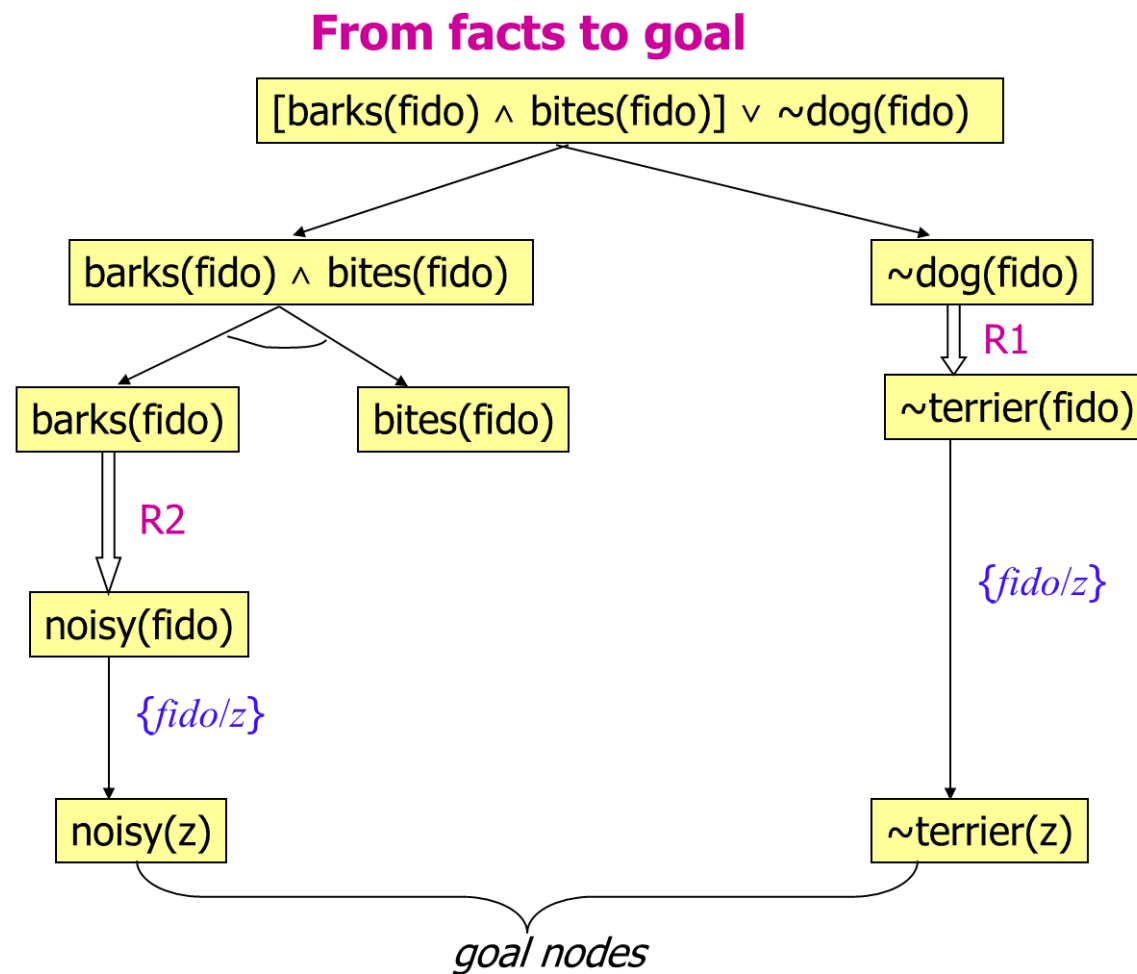 From facts to goal
[barks(fido) ∧ bites(fido)] ∨ ~dog(fido)
barks(fido) ∧ bites(fido)
~dog(fido)
R1
barks(fido)
bites(fido)
~terrier(fido)
R2
{fido/z}
noisy(fido)
{fido/z}
noisy(z)
~terrier(z)
goal nodes